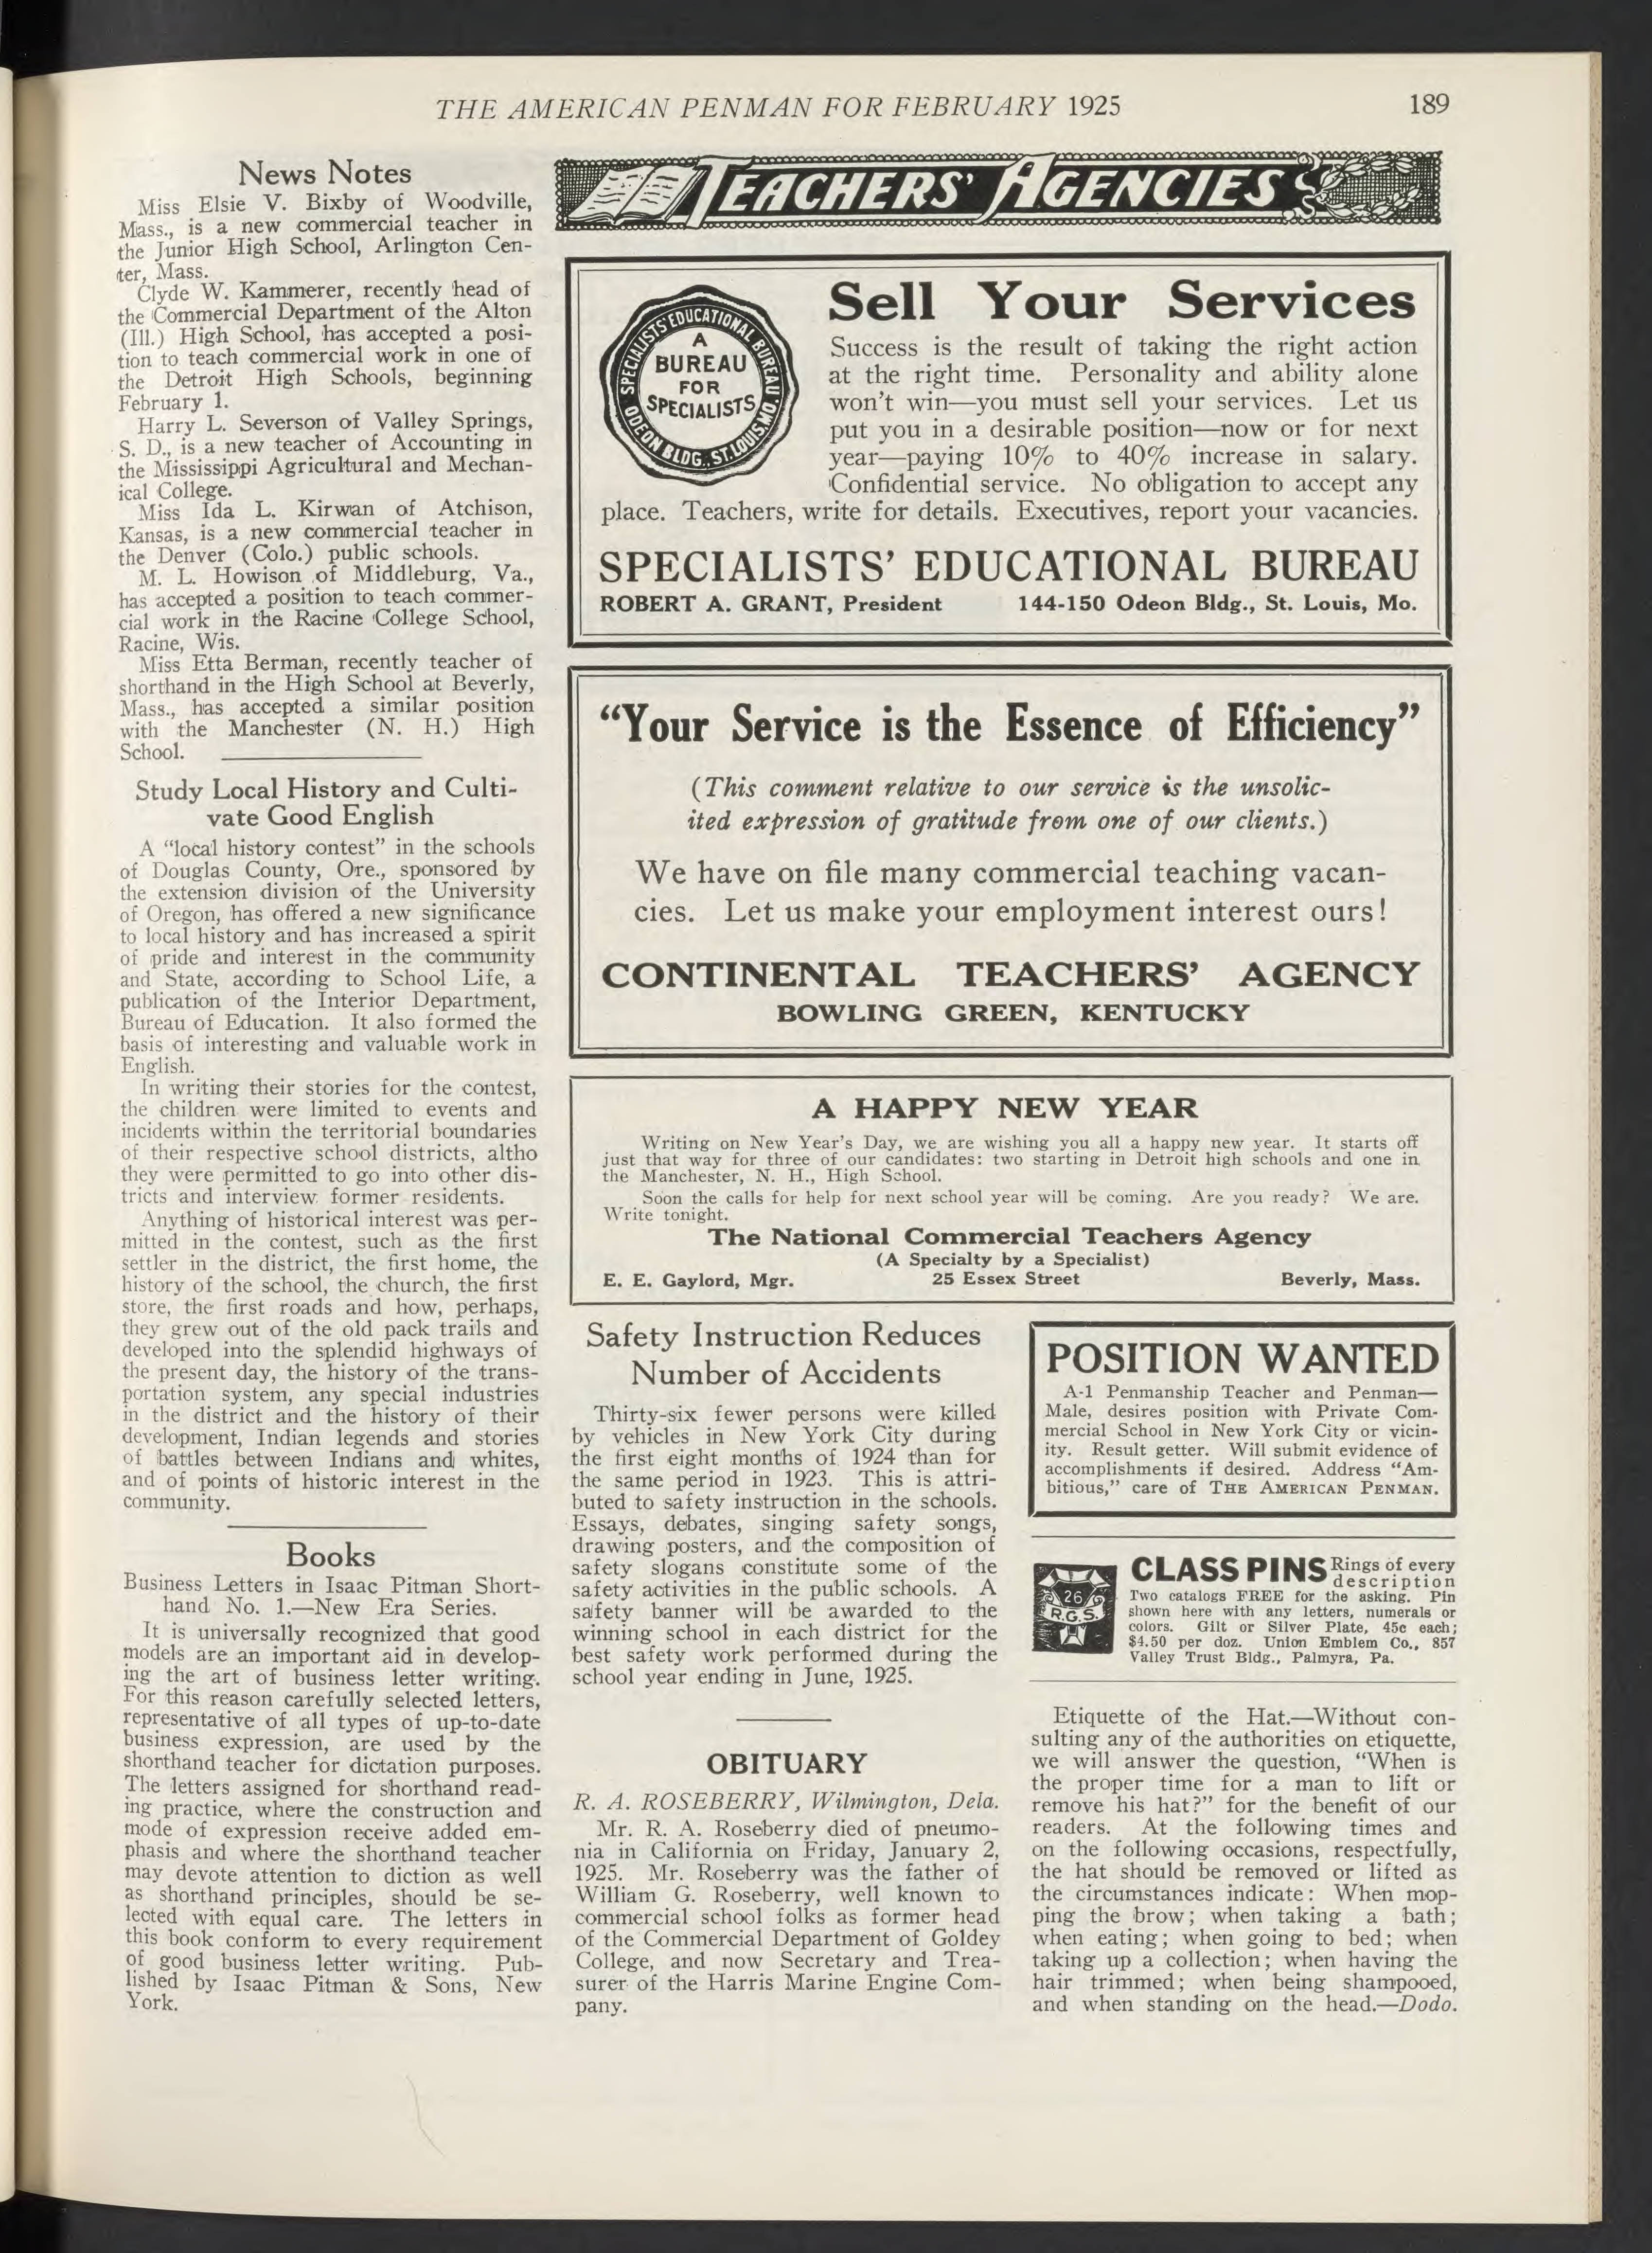 THE AMERICAN PENMAN FOR FEBRUARY 1925
189
News Notes
Miss Elsie V. Bixby of Woodville,
Mass., is a new commercial teacher in
the Junior High School, Arlington Cen-
ter, Mass.
Clyde W. Kammerer, recently head of
the Commercial Department of the Alton
(Ill.) High School, has accepted a posi-
tion to teach commercial work in one of
the Detroit High Schools, beginning
February 1.
Harry L. Severson of Valley Springs,
S. D., is a new teacher of Accounting in
the Mississippi Agricultural and Mechan-
ical College.
Miss Ida L. Kirwan of Atchison,
Kansas, is a new commercial teacher in
the Denver (Colo.) public schools.
M. L. Howison of Middleburg, Va.,
has accepted a position to teach commer-
cial work in the Racine College School,
Racine, Wis.
Miss Etta Berman, recently teacher of
shorthand in the High School at Beverly,
Mass., has accepted a similar position
with the Manchester (N. H.) High
School.
Study Local History and Culti-
vate Good English
A “local history contest” in the schools
of Douglas County, Ore., sponsored by
the extension division of the University
of Oregon, has offered a new significance
to local history and has increased a spirit
of pride and interest in the community
and State, according to School Life, a
publication of the Interior Department,
Bureau of Education. It also formed the
basis of interesting and valuable work in
English.
In writing their stories for the contest,
the children were limited to events and
incidents within the territorial boundaries
of their respective school districts, altho
they were permitted to go into other dis-
tricts and interview former residents.
Anything of historical interest was per-
mitted in the contest, such as the first
settler in the district, the first home, the
history of the school, the church, the first
store, the first roads and how, perhaps,
they grew out of the old pack trails and
developed into the splendid highways of
the present day, the history of the trans-
portation system, any special industries
in the district and the history of their
development, Indian legends and stories
of battles between Indians and whites,
and of points of historic interest in the
community.
Books
Business Letters in Isaac Pitman Short-
hand No. 1.—New Era Series.
It is universally recognized that good
models are an important aid in develop-
ing the art of business letter writing.
For this reason carefully selected letters,
representative of all types of up-to-date
business expression, are used by the
shorthand teacher for dictation purposes.
The letters assigned for shorthand read-
ing practice, where the construction and
mode of expression receive added em-
phasis and where the shorthand teacher
may devote attention to diction as well
as shorthand principles, should be se-
lected with equal care. The letters in
this book conform to every requirement
of good business letter writing. Pub-
lished by Isaac Pitman & Sons, New
York.
TEACHERS' AGENCIES
SPECIALISTS' EDUCATIONAL BUREAU
A
BUREAU
FOR
SPECIALISTS
ODEON BLDG., ST. LOUIS, MO.
Sell Your Services
Success is the result of taking the right action
at the right time. Personality and ability alone
won't win—you must sell your services. Let us
put you in a desirable position—now or for next
year—paying 10% to 40% increase in salary.
Confidential service. No obligation to accept any
place. Teachers, write for details. Executives, report your vacancies.
SPECIALISTS' EDUCATIONAL BUREAU
ROBERT A. GRANT, President 144-150 Odeon Bldg., St. Louis, Mo.
“Your Service is the Essence of Efficiency”
(This comment relative to our service is the unsolic-
ited expression of gratitude from one of our clients.)
We have on file many commercial teaching vacan-
cies. Let us make your employment interest ours!
CONTINENTAL TEACHERS' AGENCY
BOWLING GREEN, KENTUCKY
A HAPPY NEW YEAR
Writing on New Year's Day, we are wishing you all a happy new year. It starts off
just that way for three of our candidates: two starting in Detroit high schools and one in
the Manchester, N. H., High School.
Soon the calls for help for next school year will be coming. Are you ready? We are.
Write tonight.
The National Commercial Teachers Agency
(A Specialty by a Specialist)
E. E. Gaylord, Mgr. 25 Essex Street Beverly, Mass.
Safety Instruction Reduces
Number of Accidents
Thirty-six fewer persons were killed
by vehicles in New York City during
the first eight months of 1924 than for
the same period in 1923. This is attri-
buted to safety instruction in the schools.
Essays, debates, singing safety songs,
drawing posters, and the composition of
safety slogans constitute some of the
safety activities in the public schools. A
safety banner will be awarded to the
winning school in each district for the
best safety work performed during the
school year ending in June, 1925.
OBITUARY
R. A. ROSEBERRY, Wilmington, Dela.
Mr. R. A. Roseberry died of pneumo-
nia in California on Friday, January 2,
1925. Mr. Roseberry was the father of
William G. Roseberry, well known to
commercial school folks as former head
of the Commercial Department of Goldey
College, and now Secretary and Trea-
surer of the Harris Marine Engine Com-
pany.
POSITION WANTED
A-1 Penmanship Teacher and Penman—
Male, desires position with Private Com-
mercial School in New York City or vicin-
ity. Result getter. Will submit evidence of
accomplishments if desired. Address “Am-
bitious,” care of THE AMERICAN PENMAN.
26
R.G.S.
CLASS PINS Rings of every
description
Two catalogs FREE for the asking. Pin
shown here with any letters, numerals or
colors. Gilt or Silver Plate, 45c each;
$4.50 per doz. Union Emblem Co., 857
Valley Trust Bldg., Palmyra, Pa.
Etiquette of the Hat.—Without con-
sulting any of the authorities on etiquette,
we will answer the question, “When is
the proper time for a man to lift or
remove his hat?” for the benefit of our
readers. At the following times and
on the following occasions, respectfully,
the hat should be removed or lifted as
the circumstances indicate: When mop-
ping the brow; when taking a bath;
when eating; when going to bed; when
taking up a collection; when having the
hair trimmed; when being shampooed,
and when standing on the head.—Dodo.